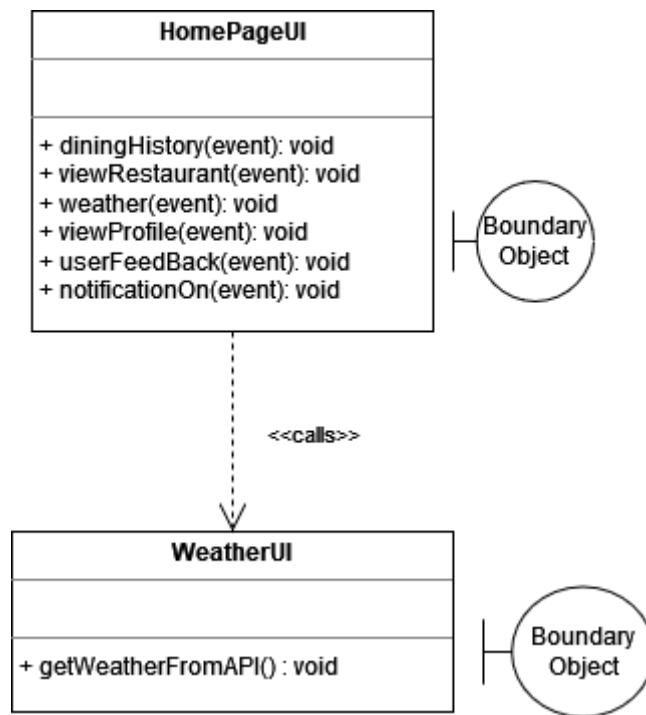 HomePageUI
+ diningHistory(event): void
+ viewRestaurant(event): void
+ weather(event): void
+ viewProfile(event): void
+ userFeedBack(event): void
+ notificationOn(event): void
Boundary
Object
<<calls>>
WeatherUI
+ getWeatherFromAPI() : void
Boundary
Object